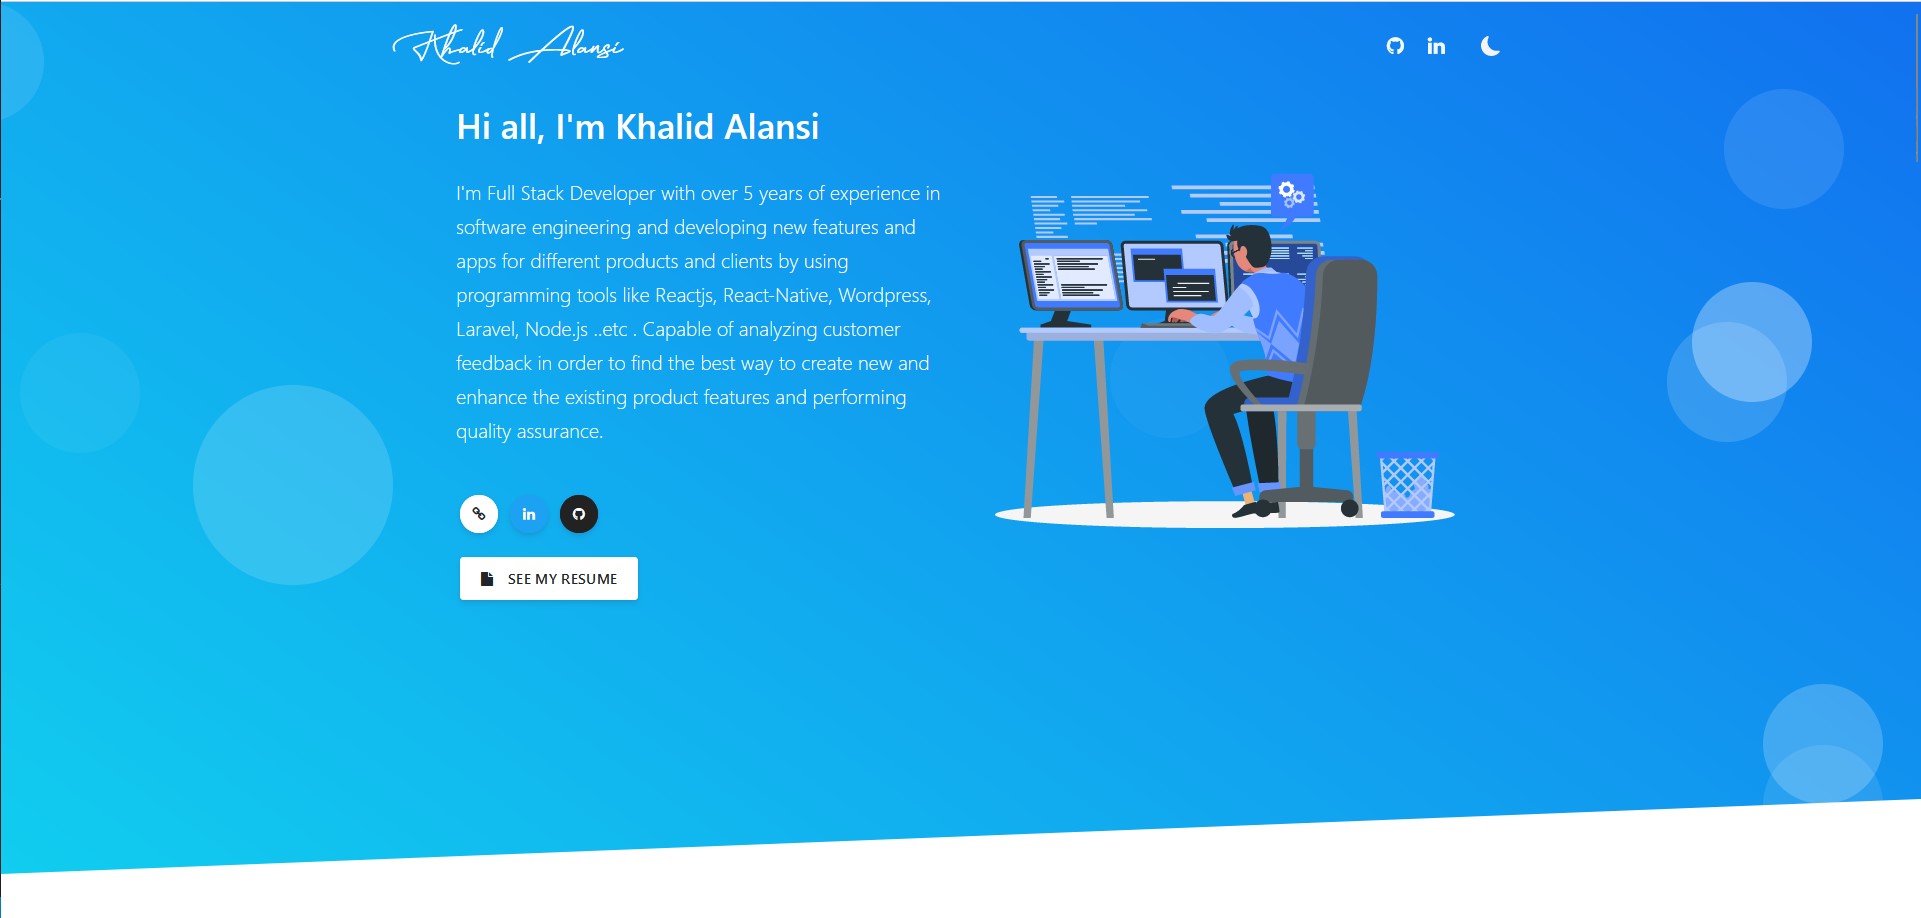 Khalid Alansi
Hi all, I'm Khalid Alansi
I'm Full Stack Developer with over 5 years of experience in
software engineering and developing new features and
apps for different products and clients by using
programming tools like Reactjs, React-Native, Wordpress,
Laravel, Node.js ..etc . Capable of analyzing customer
feedback in order to find the best way to create new and
enhance the existing product features and performing
quality assurance.
in
in
SEE MY RESUME